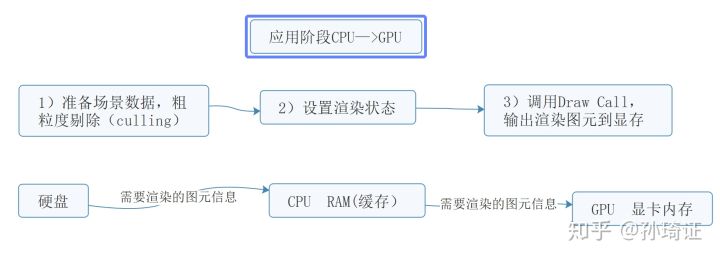 应用阶段CPU—>GPU
1）准备场景数据，粗
粒度剔除（culling）
2）设置渲染状态
3）调用Draw Call，
输出渲染图元到显存
硬盘
需要渲染的图元信息
CPU RAM(缓存）
需要渲染的图元信息
GPU 显卡内存
知乎 @孙琦证